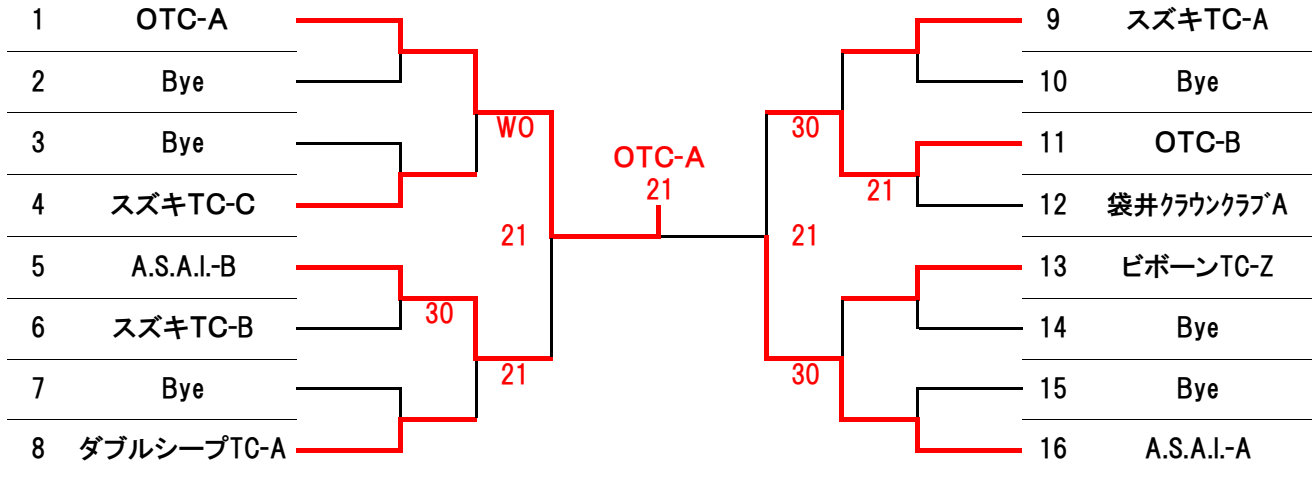 1 OTC-A
2 Bye
3 Bye
4 スズキTC-C
5 A.S.A.I.-B
6 スズキTC-B
7 Bye
8 ダブルシープTC-A
WO
30
21
21
OTC-A
21
30
21
21
30
9 スズキTC-A
10 Bye
11 OTC-B
12 袋井ｸﾗｳﾝｸﾗﾌﾞA
13 ビボーンTC-Z
14 Bye
15 Bye
16 A.S.A.I.-A